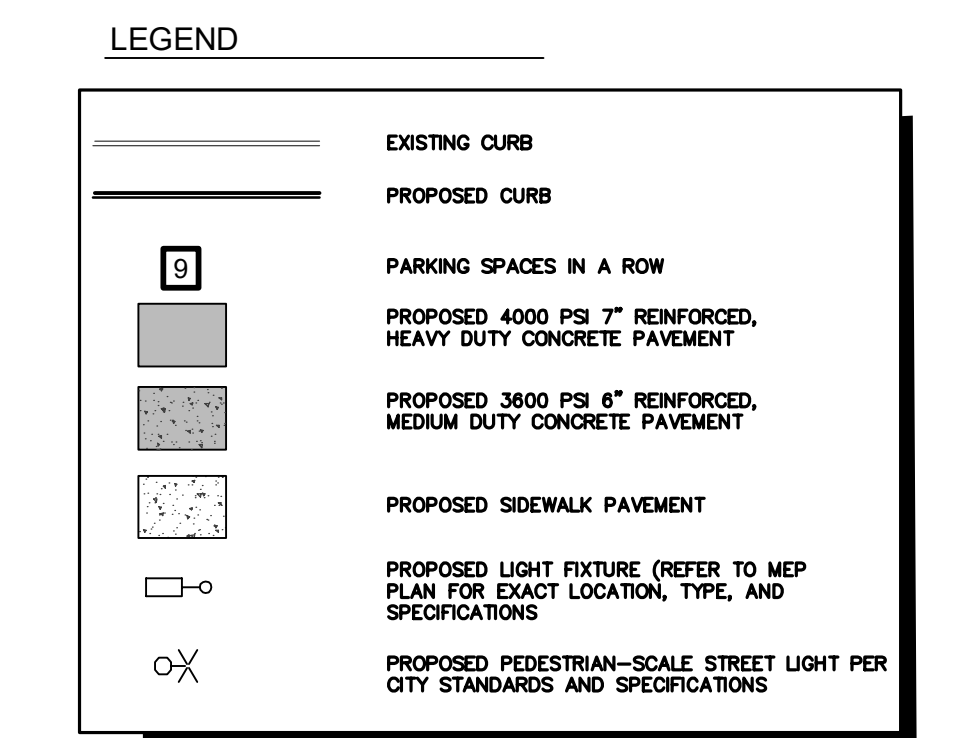 LEGEND
EXISTING CURB
PROPOSED CURB
9
PARKING SPACES IN A ROW
PROPOSED 4000 PSI 7" REINFORCED,
HEAVY DUTY CONCRETE PAVEMENT
PROPOSED 3600 PSI 6" REINFORCED,
MEDIUM DUTY CONCRETE PAVEMENT
PROPOSED SIDEWALK PAVEMENT
PROPOSED LIGHT FIXTURE (REFER TO MEP
PLAN FOR EXACT LOCATION, TYPE, AND
SPECIFICATIONS
PROPOSED PEDESTRIAN-SCALE STREET LIGHT PER
CITY STANDARDS AND SPECIFICATIONS